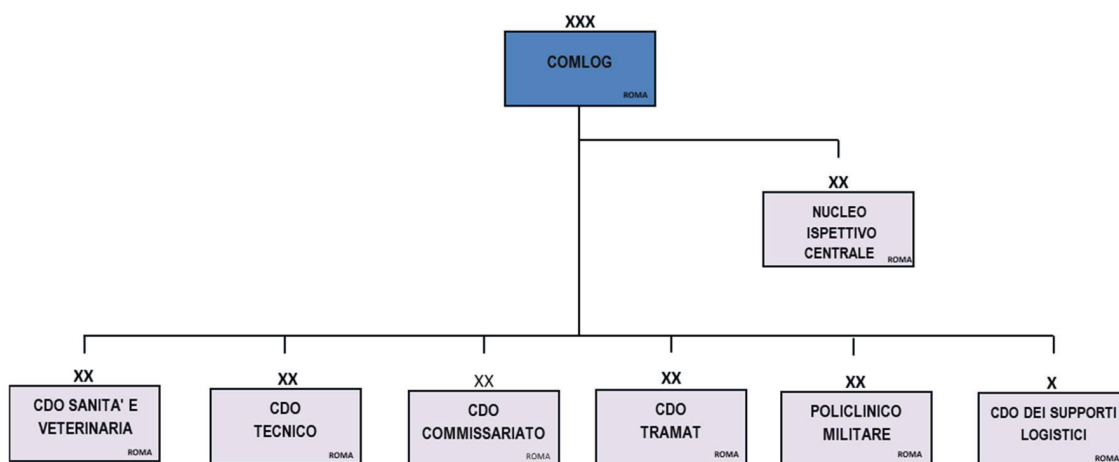 XXX
COMLOG
ROMA
XX
NUCLEO
ISPETTIVO
CENTRALE
ROMA
XX
CDO SANITA' E
VETERINARIA
ROMA
XX
CDO
TECNICO
ROMA
XX
CDO
COMMISSARIATO
ROMA
XX
CDO
TRAMAT
ROMA
XX
POLICLINICO
MILITARE
ROMA
X
CDO DEI SUPPORTI
LOGISTICI
ROMA